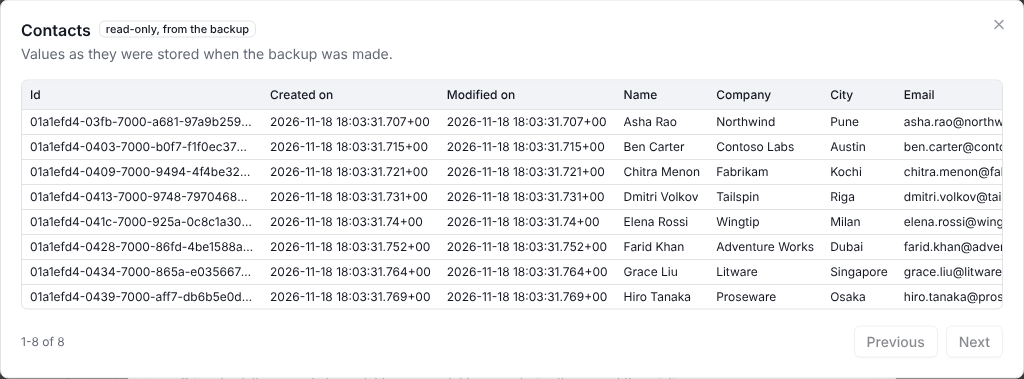 Contacts read-only, from the backup
Values as they were stored when the backup was made.
Id Created on Modified on Name Company City Email
01a1efd4-03fb-7000-a681-97a9b259... 2026-11-18 18:03:31.707+00 2026-11-18 18:03:31.707+00 Asha Rao Northwind Pune asha.rao@northw
01a1efd4-0403-7000-b0f7-f1f0ec37... 2026-11-18 18:03:31.715+00 2026-11-18 18:03:31.715+00 Ben Carter Contoso Labs Austin ben.carter@conto
01a1efd4-0409-7000-9494-4f4be32... 2026-11-18 18:03:31.721+00 2026-11-18 18:03:31.721+00 Chitra Menon Fabrikam Kochi chitra.menon@fa
01a1efd4-0413-7000-9748-7970468... 2026-11-18 18:03:31.731+00 2026-11-18 18:03:31.731+00 Dmitri Volkov Tailspin Riga dmitri.volkov@tai
01a1efd4-041c-7000-925a-0c8c1a30... 2026-11-18 18:03:31.74+00 2026-11-18 18:03:31.74+00 Elena Rossi Wingtip Milan elena.rossi@wing
01a1efd4-0428-7000-86fd-4be1588a... 2026-11-18 18:03:31.752+00 2026-11-18 18:03:31.752+00 Farid Khan Adventure Works Dubai farid.khan@adve
01a1efd4-0434-7000-865a-e035667... 2026-11-18 18:03:31.764+00 2026-11-18 18:03:31.764+00 Grace Liu Litware Singapore grace.liu@litware
01a1efd4-0439-7000-aff7-db6b5e0d... 2026-11-18 18:03:31.769+00 2026-11-18 18:03:31.769+00 Hiro Tanaka Proseware Osaka hiro.tanaka@pros
1-8 of 8 Previous Next